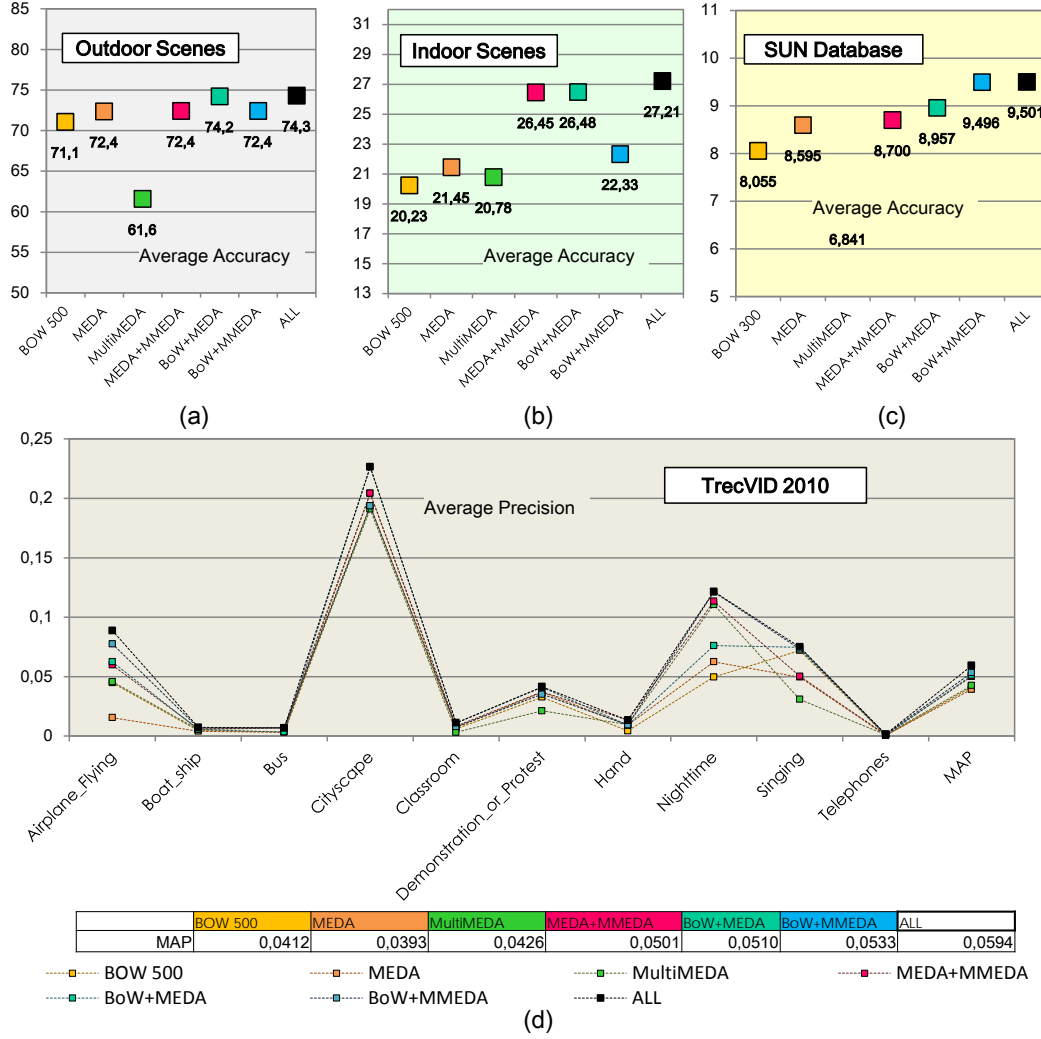 85
80
75
70
65
60
55
50
Outdoor Scenes
71,1
72,4
61,6
72,4
74,2
72,4
74,3
Average Accuracy
BOW 500
MEDA
MultiMEDA
MEDA+MMEDA
BoW+MEDA
BoW+MMEDA
ALL
(a)
31
29
27
25
23
21
19
17
15
13
Indoor Scenes
20,23
21,45
20,78
26,45
26,48
22,33
27,21
Average Accuracy
BOW 500
MEDA
MultiMEDA
MEDA+MMEDA
BoW+MEDA
BoW+MMEDA
ALL
(b)
11
10
9
8
7
6
5
SUN Database
8,055
8,595
6,841
8,700
8,957
9,496
9,501
Average Accuracy
BOW 300
MEDA
MultiMEDA
MEDA+MMEDA
BoW+MEDA
BoW+MMEDA
ALL
(c)
0,25
0,2
0,15
0,1
0,05
0
TrecVID 2010
Average Precision
Airplane_Flying
Boat_ship
Bus
Cityscape
Classroom
Demonstration_or_Protest
Hand
Nighttime
Singing
Telephones
MAP
BOW 500 MEDA MultiMEDA MEDA+MMEDA BoW+MEDA BoW+MMEDA ALL
MAP 0,0412 0,0393 0,0426 0,0501 0,0510 0,0533 0,0594
BOW 500 MEDA MultiMEDA MEDA+MMEDA
BoW+MEDA BoW+MMEDA ALL
(d)